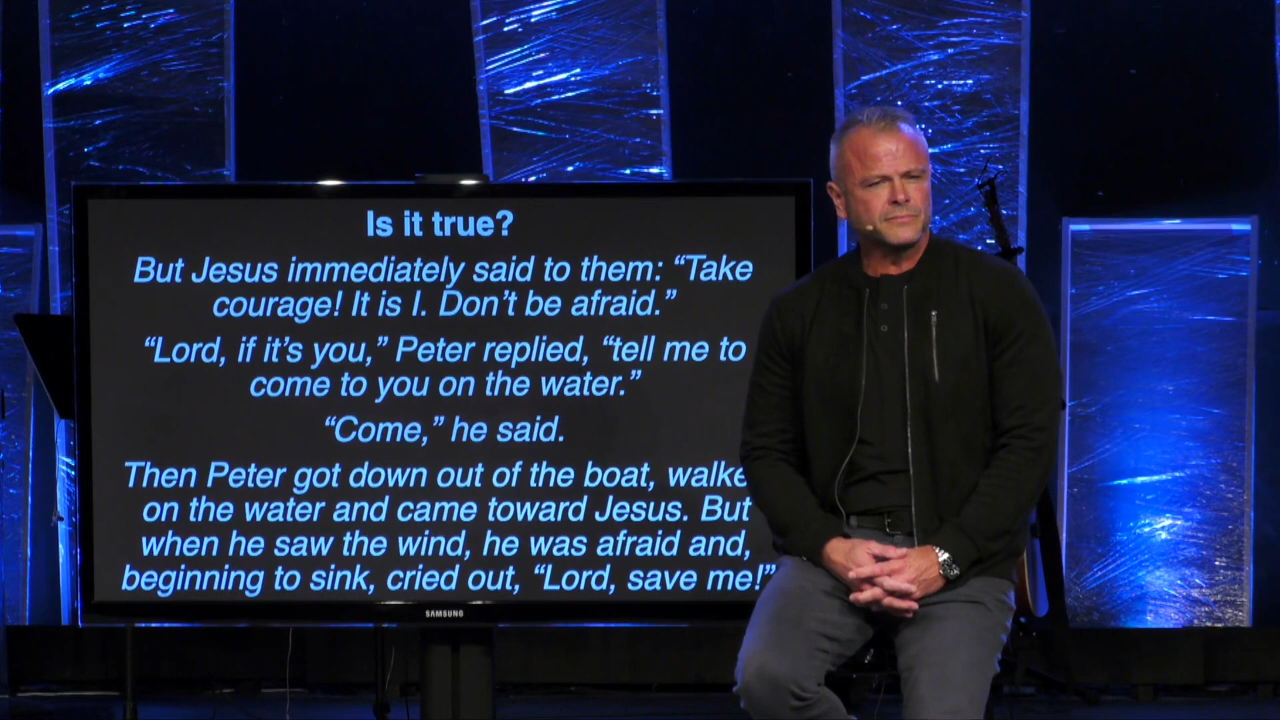 Is it true?
But Jesus immediately said to them: “Take
courage! It is I. Don’t be afraid.”
“Lord, if it’s you,” Peter replied, “tell me to
come to you on the water.”
“Come,” he said.
Then Peter got down out of the boat, walke
on the water and came toward Jesus. But
when he saw the wind, he was afraid and,
beginning to sink, cried out, “Lord, save me!”
SAMSUNG